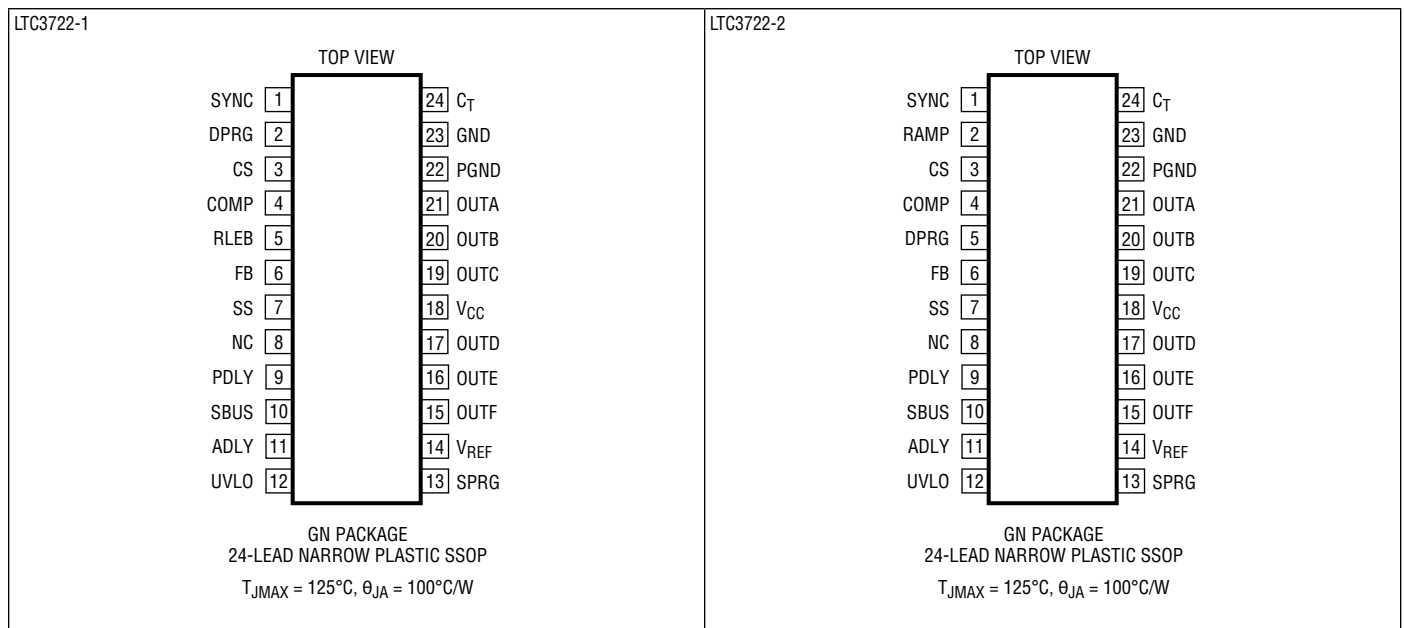 LTC3722-1
TOP VIEW
SYNC 1 24 CT
DPRG 2 23 GND
CS 3 22 PGND
COMP 4 21 OUTA
RLEB 5 20 OUTB
FB 6 19 OUTC
SS 7 18 VCC
NC 8 17 OUTD
PDLY 9 16 OUTE
SBUS 10 15 OUTF
ADLY 11 14 VREF
UVLO 12 13 SPRG
GN PACKAGE
24-LEAD NARROW PLASTIC SSOP
TJMAX = 125°C, θJA = 100°C/W
LTC3722-2
TOP VIEW
SYNC 1 24 CT
RAMP 2 23 GND
CS 3 22 PGND
COMP 4 21 OUTA
DPRG 5 20 OUTB
FB 6 19 OUTC
SS 7 18 VCC
NC 8 17 OUTD
PDLY 9 16 OUTE
SBUS 10 15 OUTF
ADLY 11 14 VREF
UVLO 12 13 SPRG
GN PACKAGE
24-LEAD NARROW PLASTIC SSOP
TJMAX = 125°C, θJA = 100°C/W